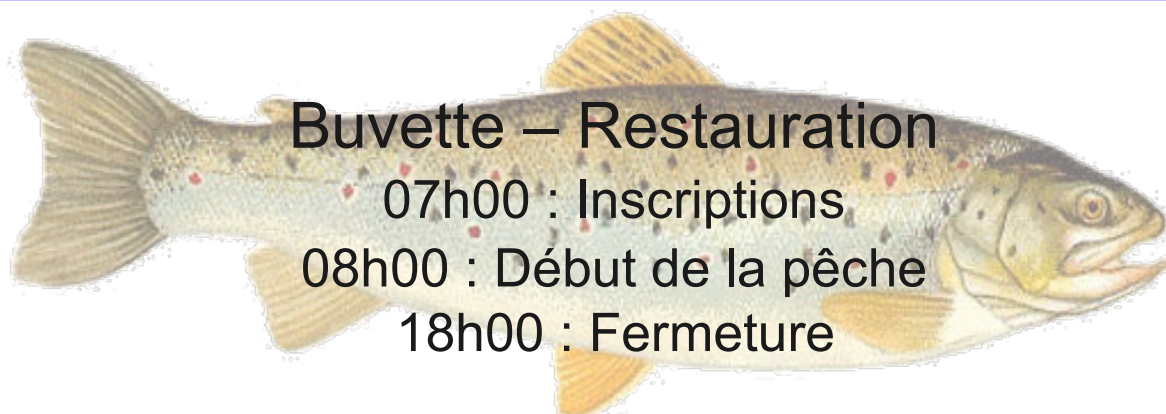 Buvette – Restauration
07h00 : Inscriptions
08h00 : Début de la pêche
18h00 : Fermeture